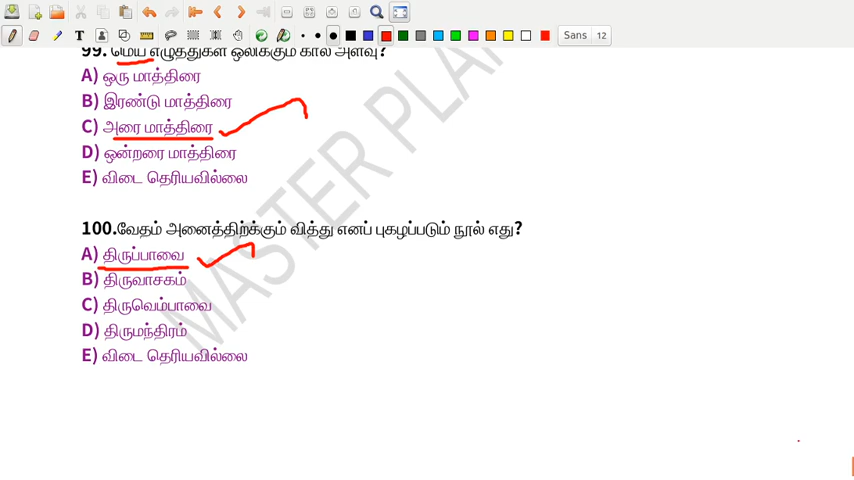 Sans 12
99. மெய் எழுத்துகள் ஒலிக்கும் கால அளவு?
A) ஒரு மாத்திரை
B) இரண்டு மாத்திரை
C) அரை மாத்திரை
D) ஒன்றரை மாத்திரை
E) விடை தெரியவில்லை
100.வேதம் அனைத்திற்க்கும் வித்து எனப் புகழப்படும் நூல் எது?
A) திருப்பாவை
B) திருவாசகம்
C) திருவெம்பாவை
D) திருமந்திரம்
E) விடை தெரியவில்லை
MASTER PLAN